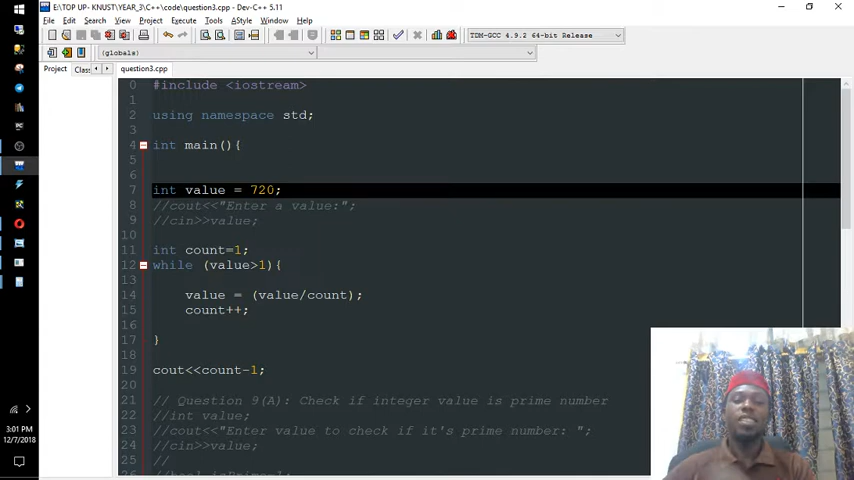 E:\TOP UP- KNUST\YEAR_3\C++\code\question3.cpp - Dev-C++ 5.11
File Edit Search View Project Execute Tools AStyle Window Help
TDM-GCC 4.9.2 64-bit Release
(globals)
Project Clas question3.cpp
0 #include <iostream>
1
2 using namespace std;
3
4 int main(){
5
6
7 int value = 720;
8 //cout<<"Enter a value:";
9 //cin>>value;
10
11 int count=1;
12 while (value>1){
13
14 value = (value/count);
15 count++;
16
17 }
18
19 cout<<count-1;
20
21 // Question 9(A): Check if integer value is prime number
22 //int value;
23 //cout<<"Enter value to check if it's prime number: ";
24 //cin>>value;
25 //
26
3:01 PM
12/7/2018